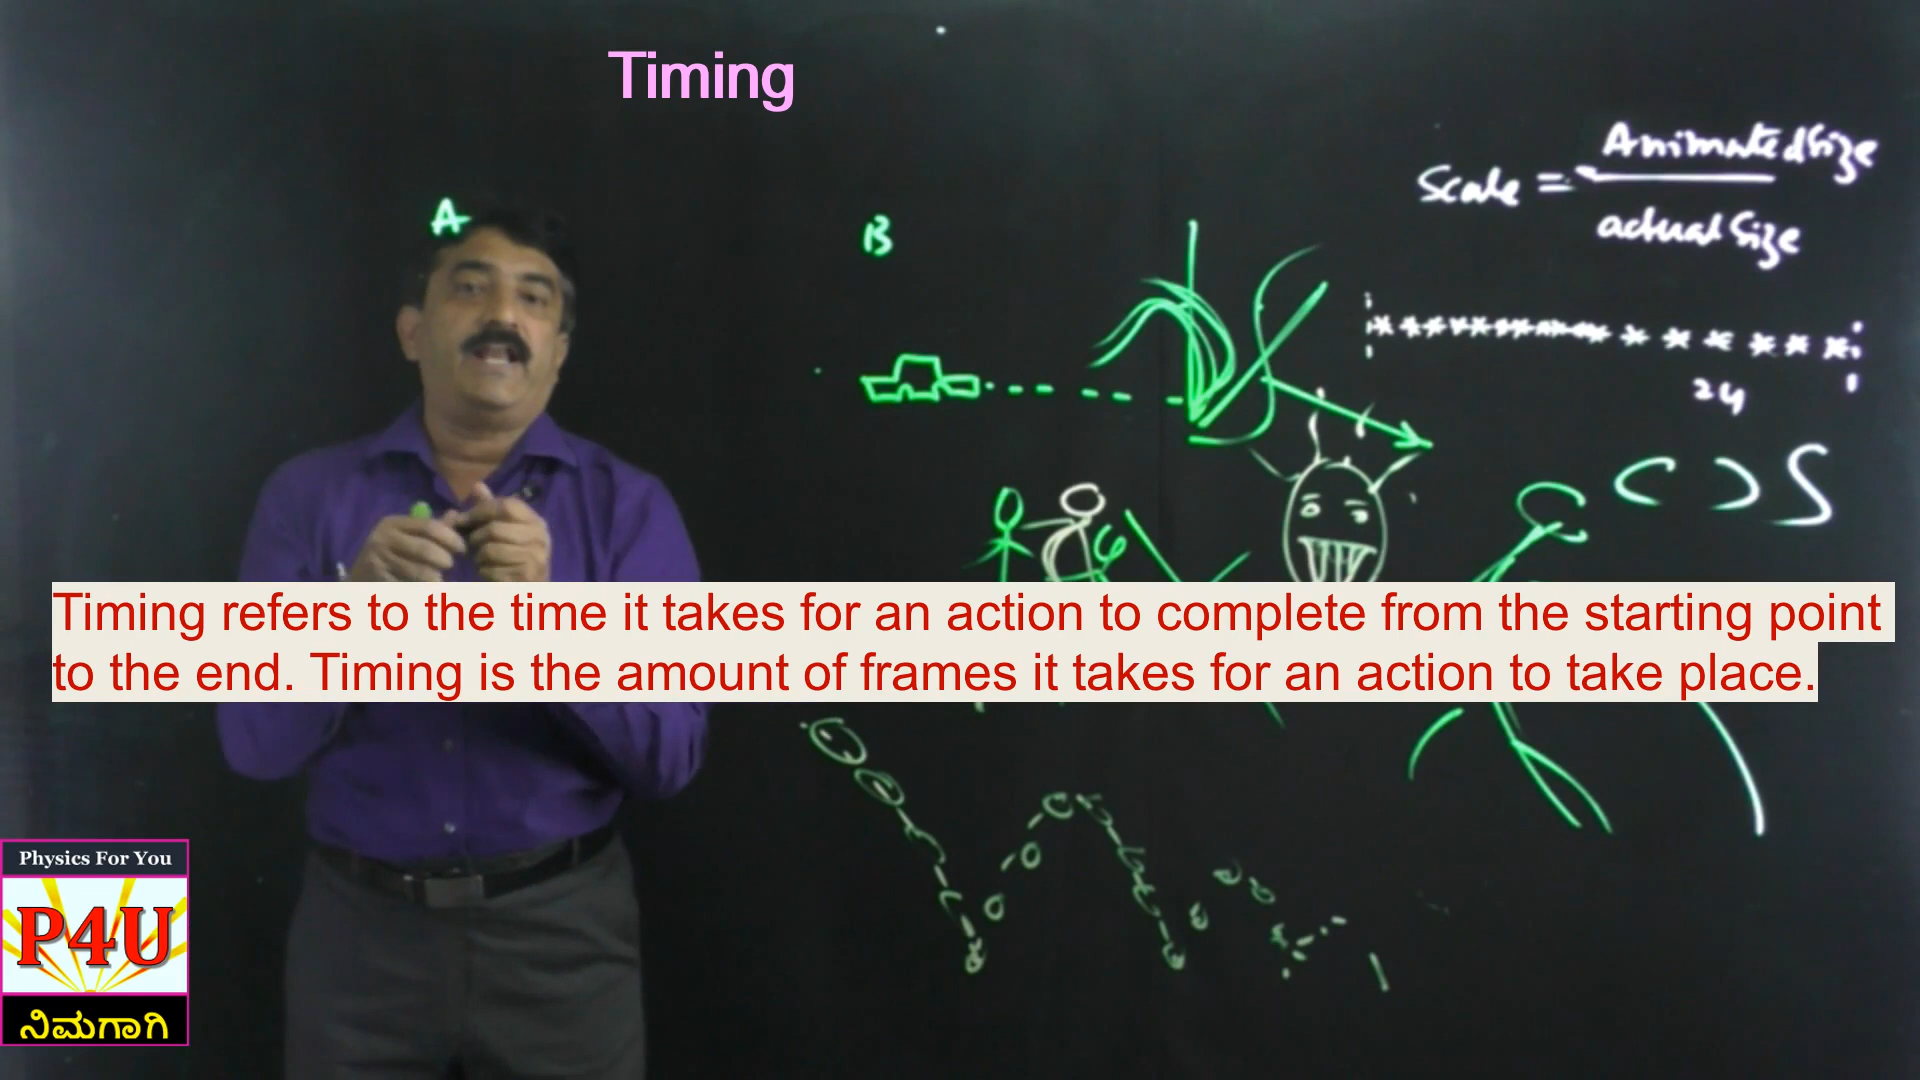 Timing
A
B
Scale = Animated Size
actual Size
24
C Ɔ S
Timing refers to the time it takes for an action to complete from the starting point
to the end. Timing is the amount of frames it takes for an action to take place.
Physics For You
P4U
ನಿಮಗಾಗಿ